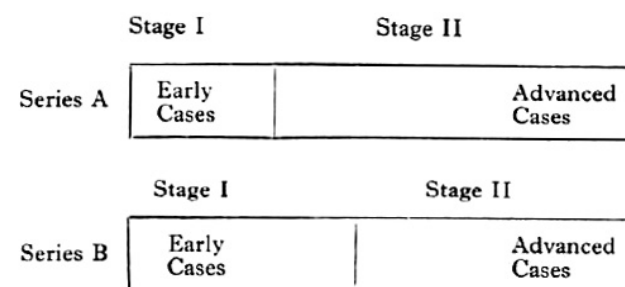 Stage I Stage II
Series A Early Cases Advanced Cases
Stage I Stage II
Series B Early Cases Advanced Cases